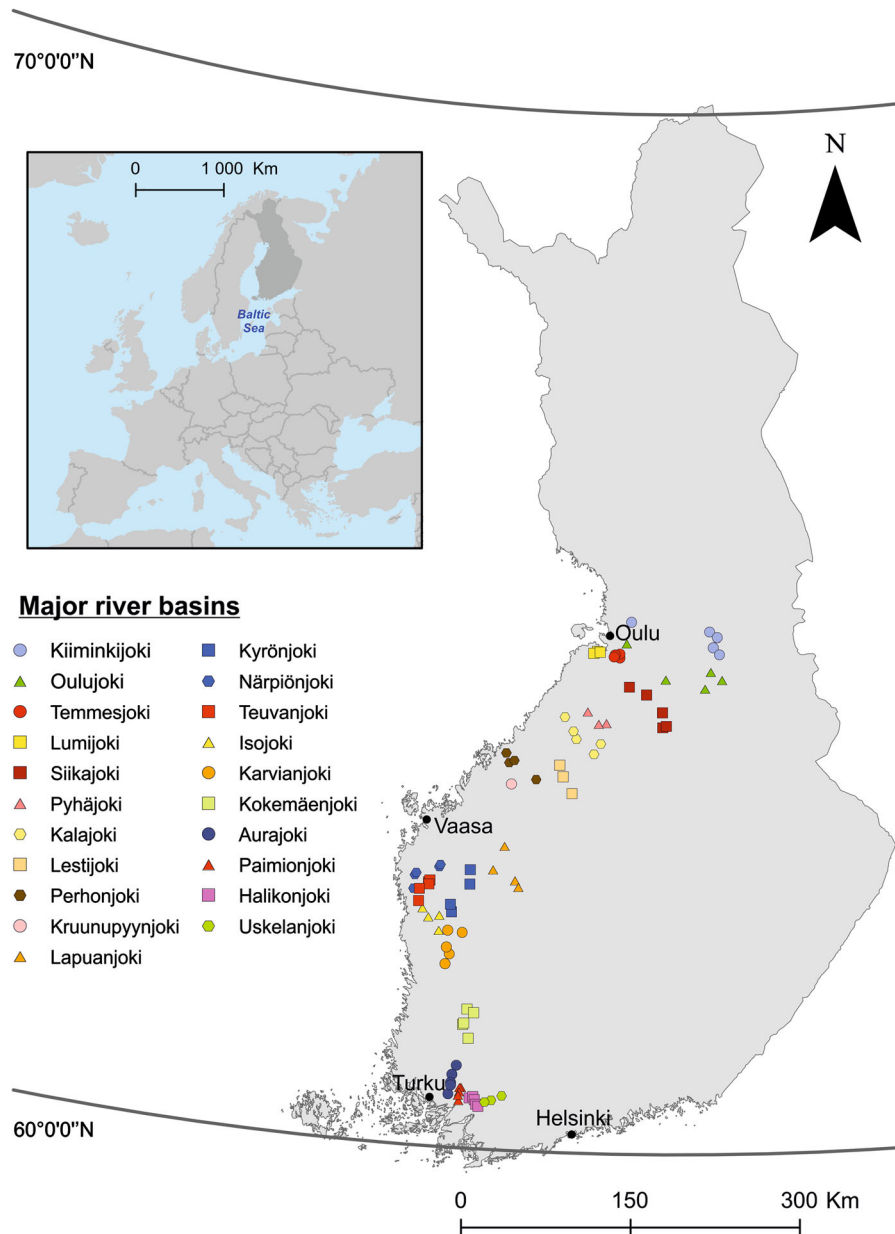 70°0'0"N
0 1 000 Km
Baltic
Sea
N
Major river basins
Kiiminkijoki
Oulujoki
Temmesjoki
Lumijoki
Siikajoki
Pyhäjoki
Kalajoki
Lestijoki
Perhonjoki
Kruunupyynjoki
Lapuanjoki
Kyrönjoki
Närpiönjoki
Teuvanjoki
Isojoki
Karvianjoki
Kokemäenjoki
Aurajoki
Paimionjoki
Halikonjoki
Uskelanjoki
Oulu
Vaasa
Turku
Helsinki
60°0'0"N
0 150 300 Km